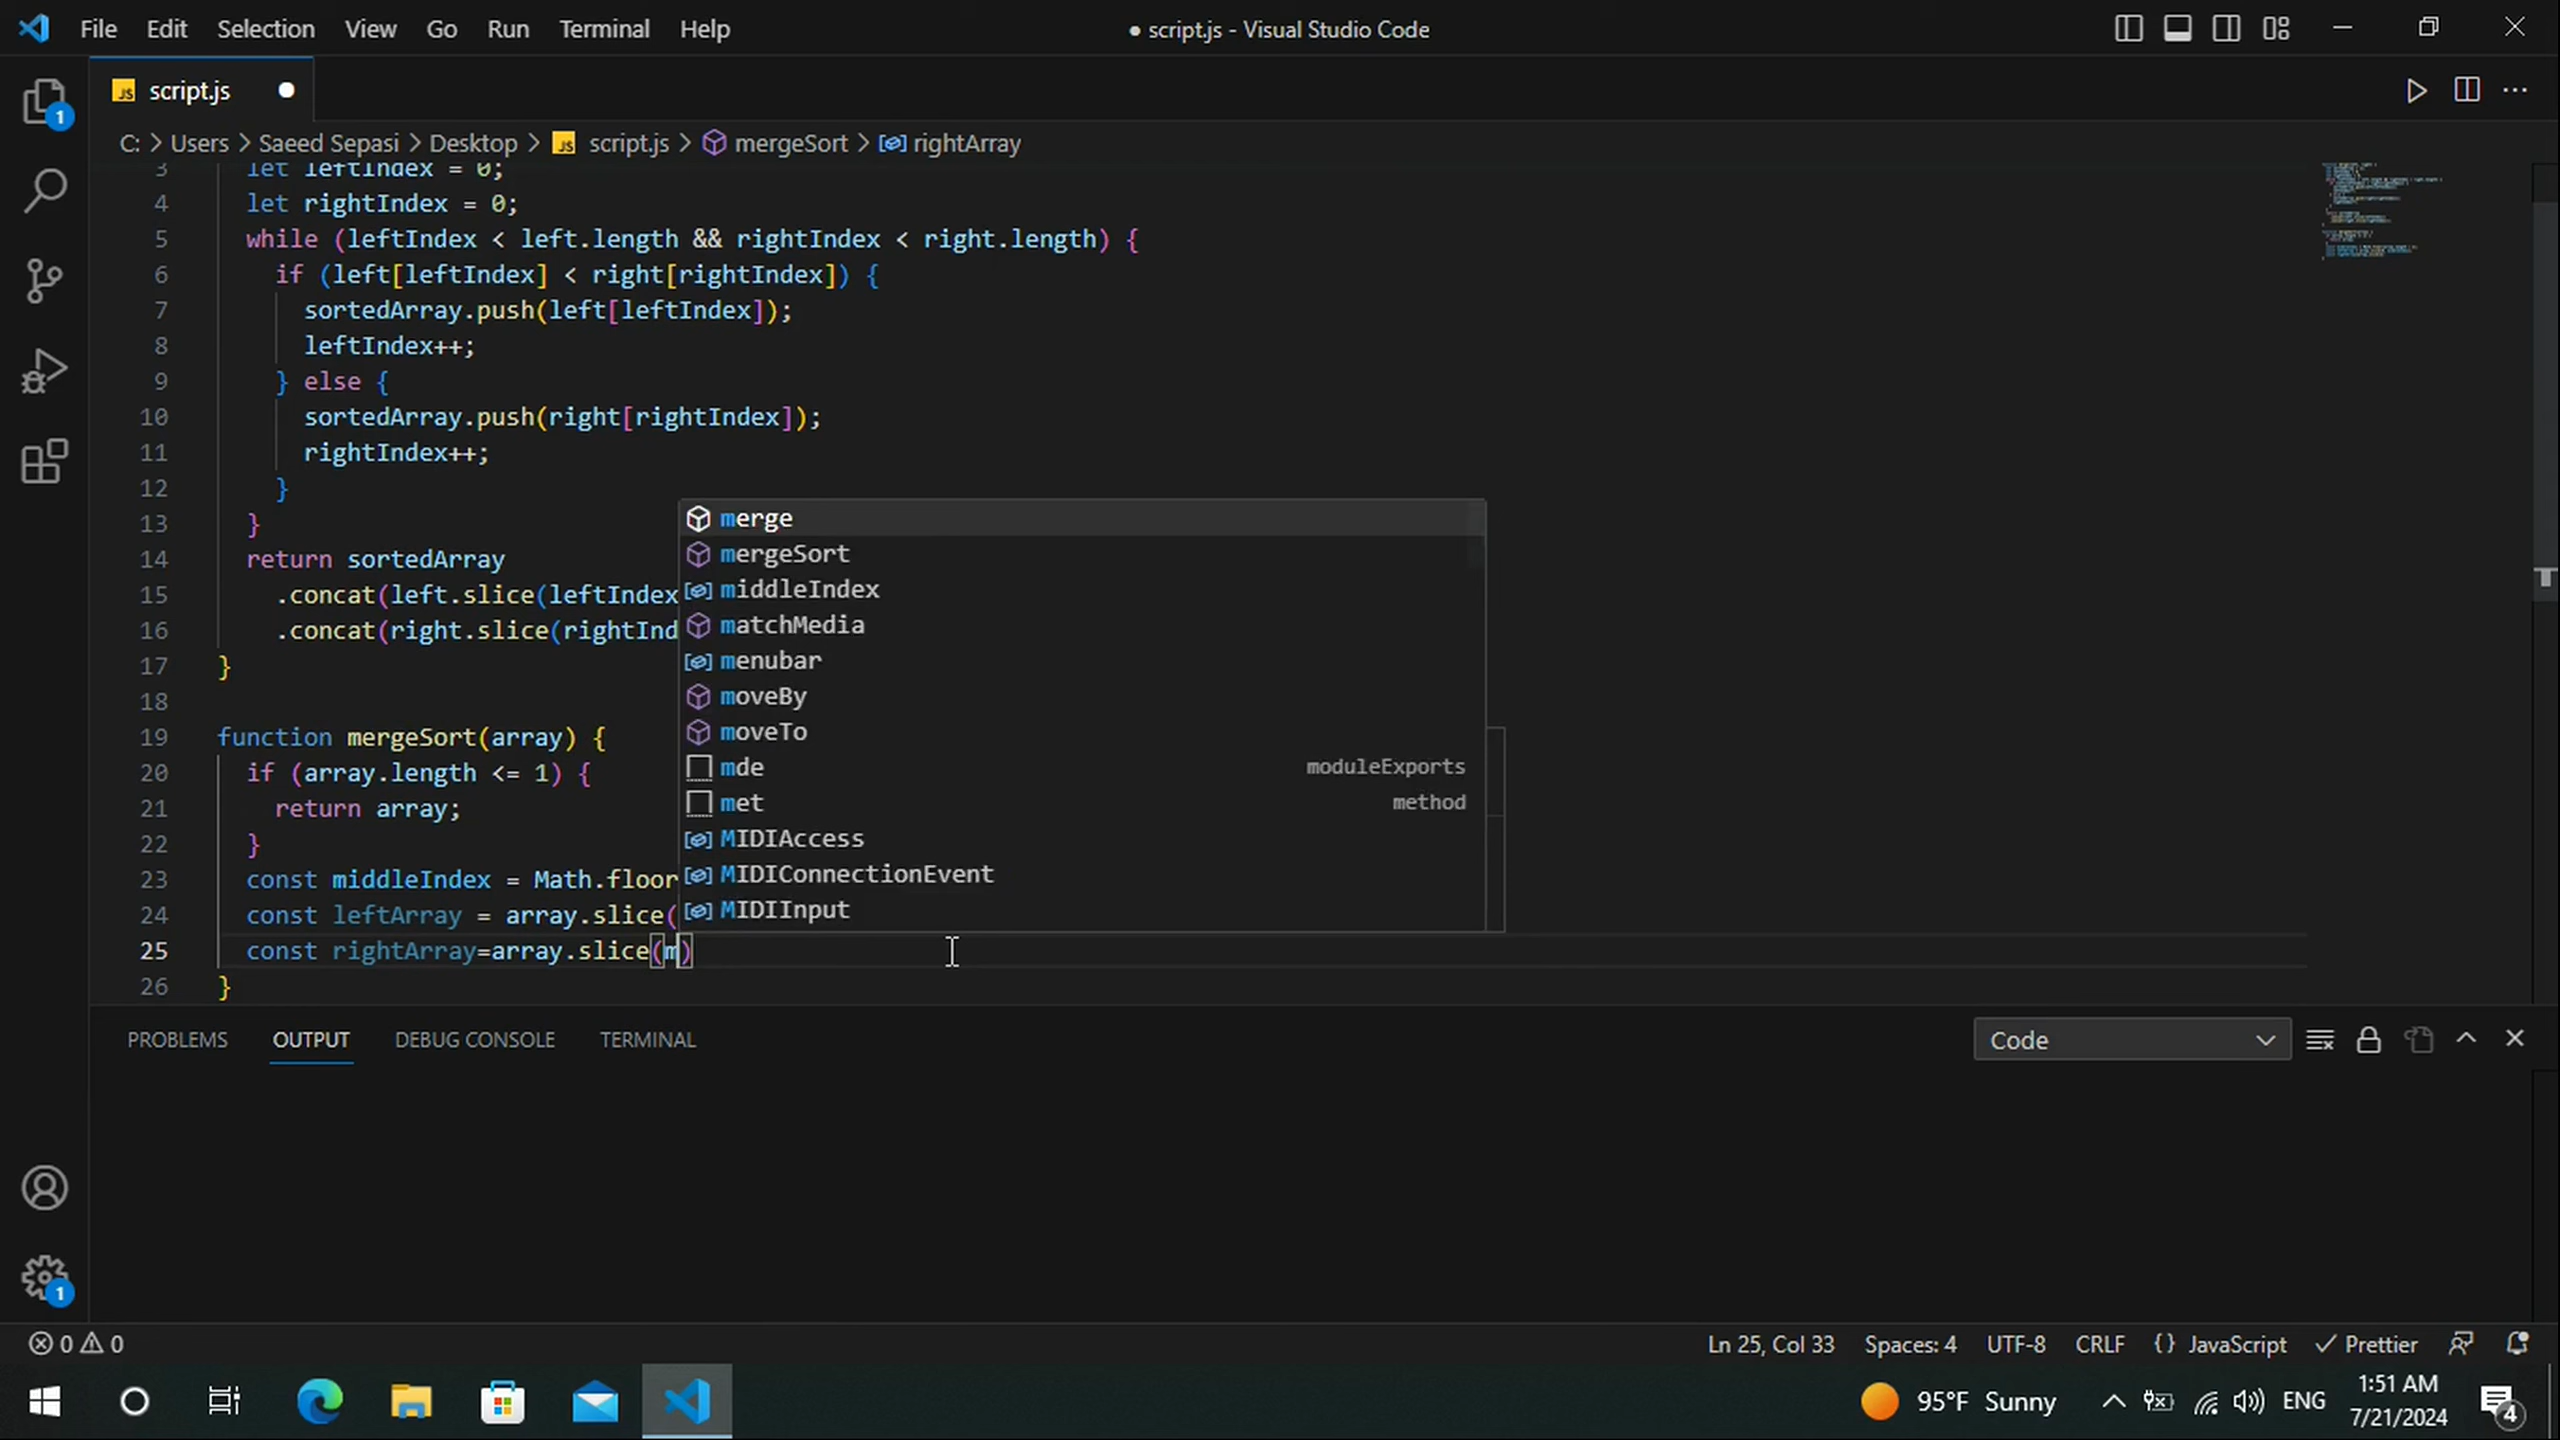 File Edit Selection View Go Run Terminal Help
● script.js - Visual Studio Code
1
JS script.js
C: > Users > Saeed Sepasi > Desktop > JS script.js > mergeSort > rightArray
3 let leftIndex = 0;
4 let rightIndex = 0;
5 while (leftIndex < left.length && rightIndex < right.length) {
6 if (left[leftIndex] < right[rightIndex]) {
7 sortedArray.push(left[leftIndex]);
8 leftIndex++;
9 } else {
10 sortedArray.push(right[rightIndex]);
11 rightIndex++;
12 }
13 }
14 return sortedArray
15 .concat(left.slice(leftIndex
16 .concat(right.slice(rightInd
17 }
18
19 function mergeSort(array) {
20 if (array.length <= 1) {
21 return array;
22 }
23 const middleIndex = Math.floor
24 const leftArray = array.slice(
25 const rightArray=array.slice(m)
26 }
merge
mergeSort
middleIndex
matchMedia
menubar
moveBy
moveTo
mde moduleExports
met method
MIDIAccess
MIDIConnectionEvent
MIDIInput
PROBLEMS OUTPUT DEBUG CONSOLE TERMINAL
Code
1
0 0
Ln 25, Col 33 Spaces: 4 UTF-8 CRLF {} JavaScript Prettier
95°F Sunny
ENG
1:51 AM
7/21/2024
4